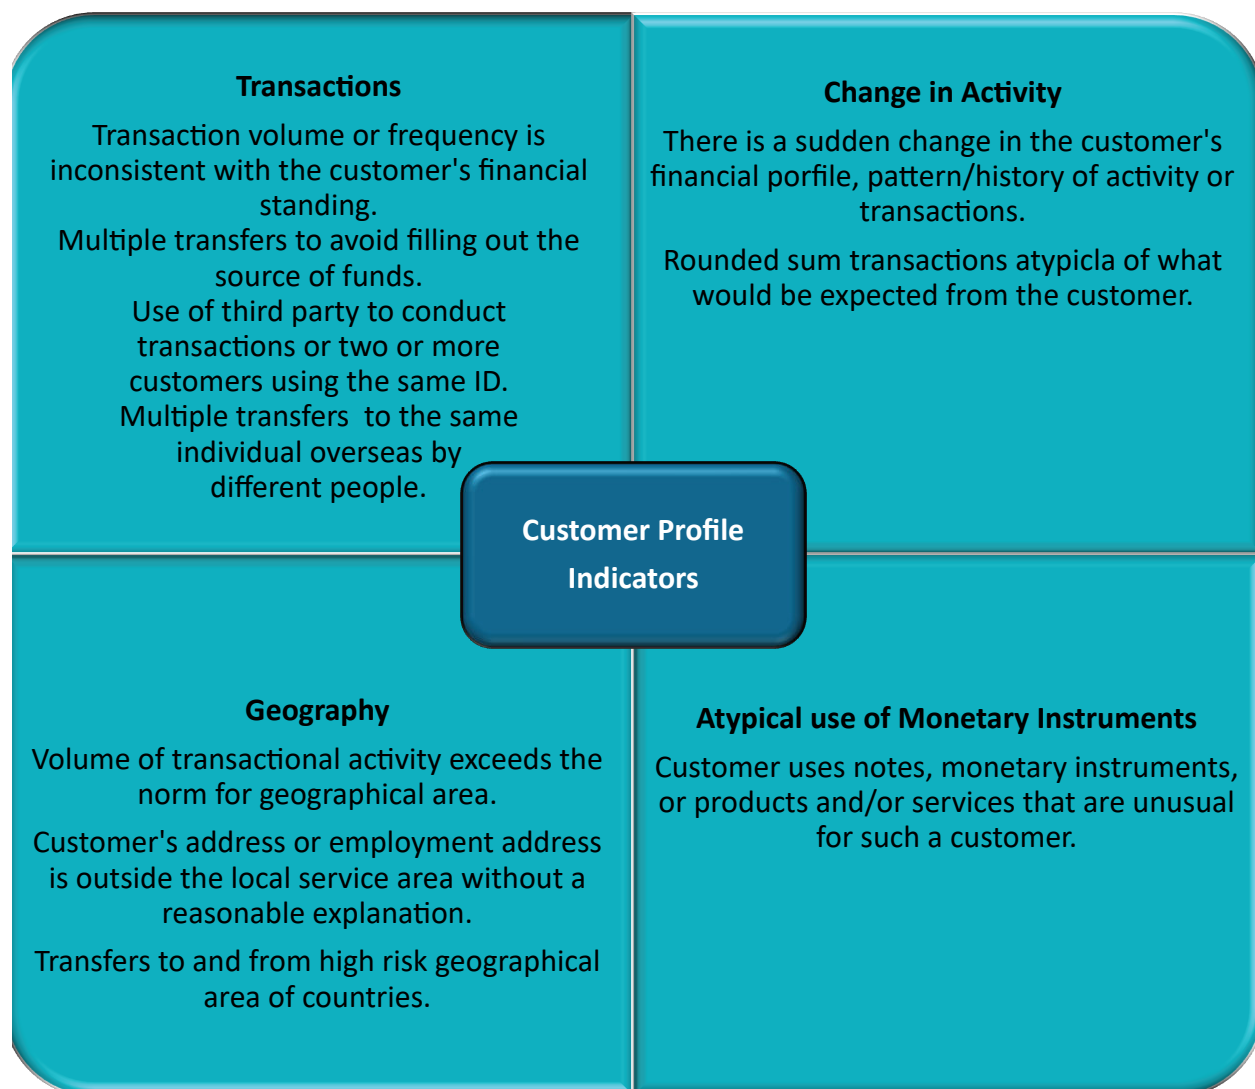 Transactions
Transaction volume or frequency is
inconsistent with the customer's financial
standing.
Multiple transfers to avoid filling out the
source of funds.
Use of third party to conduct
transactions or two or more
customers using the same ID.
Multiple transfers  to the same
individual overseas by
different people.
Change in Activity
There is a sudden change in the customer's
financial porfile, pattern/history of activity or
transactions.
Rounded sum transactions atypicla of what
would be expected from the customer.
Customer Profile
Indicators
Geography
Volume of transactional activity exceeds the
norm for geographical area.
Customer's address or employment address
is outside the local service area without a
reasonable explanation.
Transfers to and from high risk geographical
area of countries.
Atypical use of Monetary Instruments
Customer uses notes, monetary instruments,
or products and/or services that are unusual
for such a customer.